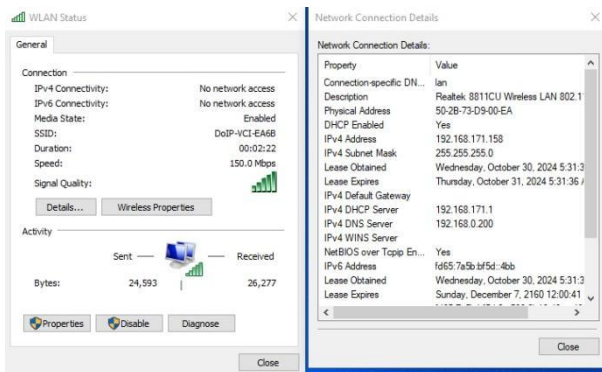 WLAN Status
General
Connection
IPv4 Connectivity: No network access
IPv6 Connectivity: No network access
Media State: Enabled
SSID: DoIP-VCI-EA6B
Duration: 00:02:22
Speed: 150.0 Mbps
Signal Quality:
Details... Wireless Properties
Activity
Sent Received
Bytes: 24,593 26,277
Properties Disable Diagnose
Close
Network Connection Details
Network Connection Details:
Property Value
Connection-specific DN... lan
Description Realtek 8811CU Wireless LAN 802.1
Physical Address 50-2B-73-D9-00-EA
DHCP Enabled Yes
IPv4 Address 192.168.171.158
IPv4 Subnet Mask 255.255.255.0
Lease Obtained Wednesday, October 30, 2024 5:31:3
Lease Expires Thursday, October 31, 2024 5:31:36
IPv4 Default Gateway
IPv4 DHCP Server 192.168.171.1
IPv4 DNS Server 192.168.0.200
IPv4 WINS Server
NetBIOS over Tcpip En... Yes
IPv6 Address fd65:7a5b:bf5d::4bb
Lease Obtained Wednesday, October 30, 2024 5:31:3
Lease Expires Sunday, December 7, 2160 12:00:41
Close